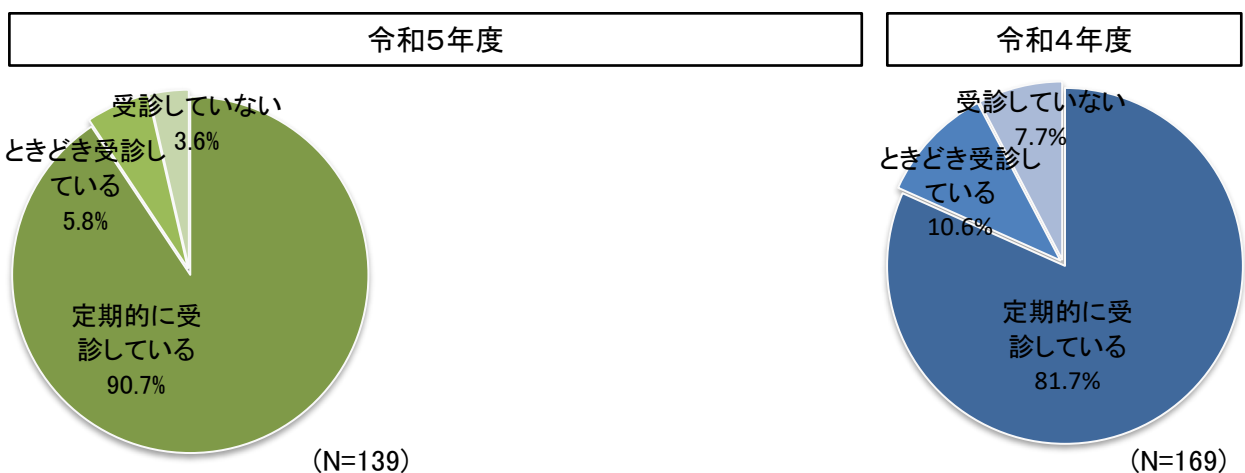 令和5年度
受診していない
3.6%
ときどき受診し
ている
5.8%
定期的に受
診している
90.7%
(N=139)
令和4年度
受診していない
7.7%
ときどき受診し
ている
10.6%
定期的に受
診している
81.7%
(N=169)